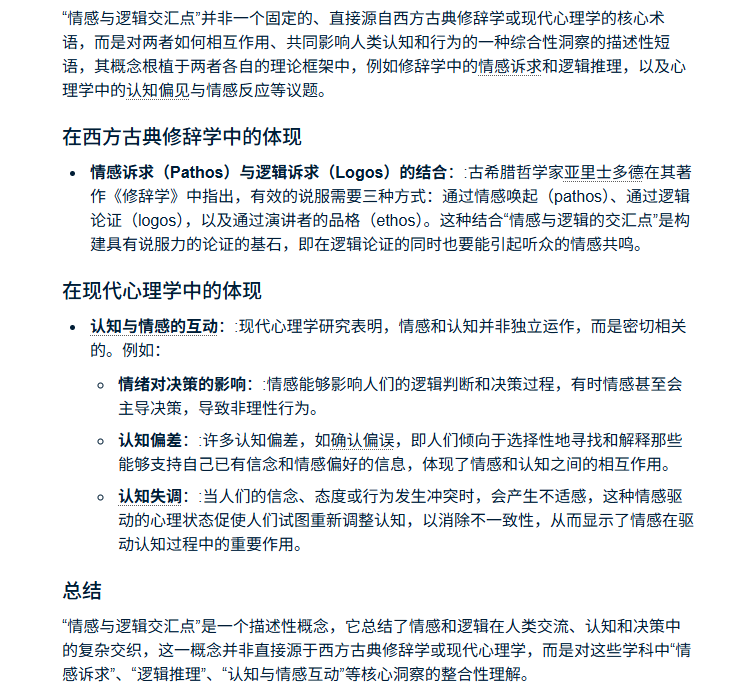 “情感与逻辑交汇点”并非一个固定的、直接源自西方古典修辞学或现代心理学的核心术
语，而是对两者如何相互作用、共同影响人类认知和行为的一种综合性洞察的描述性短
语，其概念根植于两者各自的理论框架中，例如修辞学中的情感诉求和逻辑推理，以及心
理学中的认知偏见与情感反应等议题。
在西方古典修辞学中的体现
• 情感诉求（Pathos）与逻辑诉求（Logos）的结合：:古希腊哲学家亚里士多德在其著
作《修辞学》中指出，有效的说服需要三种方式：通过情感唤起（pathos）、通过逻辑
论证（logos），以及通过演讲者的品格（ethos）。这种结合“情感与逻辑的交汇点”是构
建具有说服力的论证的基石，即在逻辑论证的同时也要能引起听众的情感共鸣。
在现代心理学中的体现
• 认知与情感的互动：:现代心理学研究表明，情感和认知并非独立运作，而是密切相关
的。例如：
○ 情绪对决策的影响：:情感能够影响人们的逻辑判断和决策过程，有时情感甚至会
主导决策，导致非理性行为。
○ 认知偏差：:许多认知偏差，如确认偏误，即人们倾向于选择性地寻找和解释那些
能够支持自己已有信念和情感偏好的信息，体现了情感和认知之间的相互作用。
○ 认知失调：:当人们的信念、态度或行为发生冲突时，会产生不适感，这种情感驱
动的心理状态促使人们试图重新调整认知，以消除不一致性，从而显示了情感在驱
动认知过程中的重要作用。
总结
“情感与逻辑交汇点”是一个描述性概念，它总结了情感和逻辑在人类交流、认知和决策中
的复杂交织，这一概念并非直接源于西方古典修辞学或现代心理学，而是对这些学科中“情
感诉求”、“逻辑推理”、“认知与情感互动”等核心洞察的整合性理解。